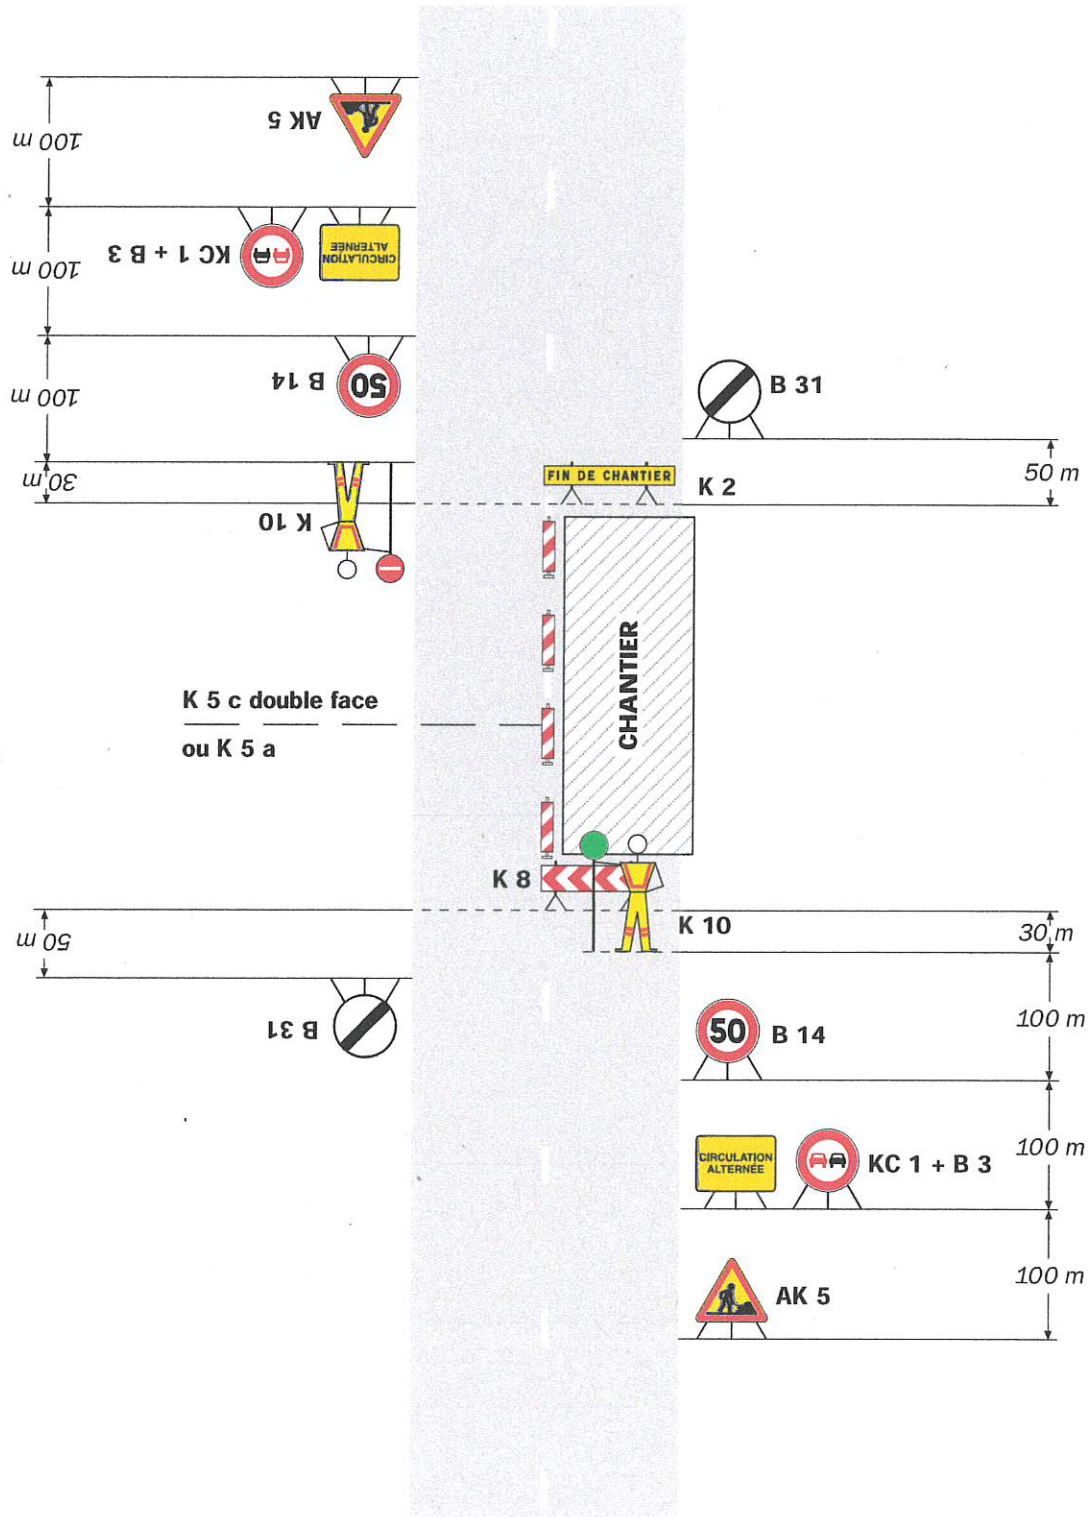 AK 5
100 m
KC 1 + B 3
CIRCULATION
ALTERNÉE
100 m
B 14
50
100 m
B 31
50 m
30 m
FIN DE CHANTIER
K 2
K 10
K 5 c double face
ou K 5 a
CHANTIER
K 8
K 10
30 m
50 m
B 31
50
B 14
100 m
CIRCULATION
ALTERNÉE
KC 1 + B 3
100 m
AK 5
100 m